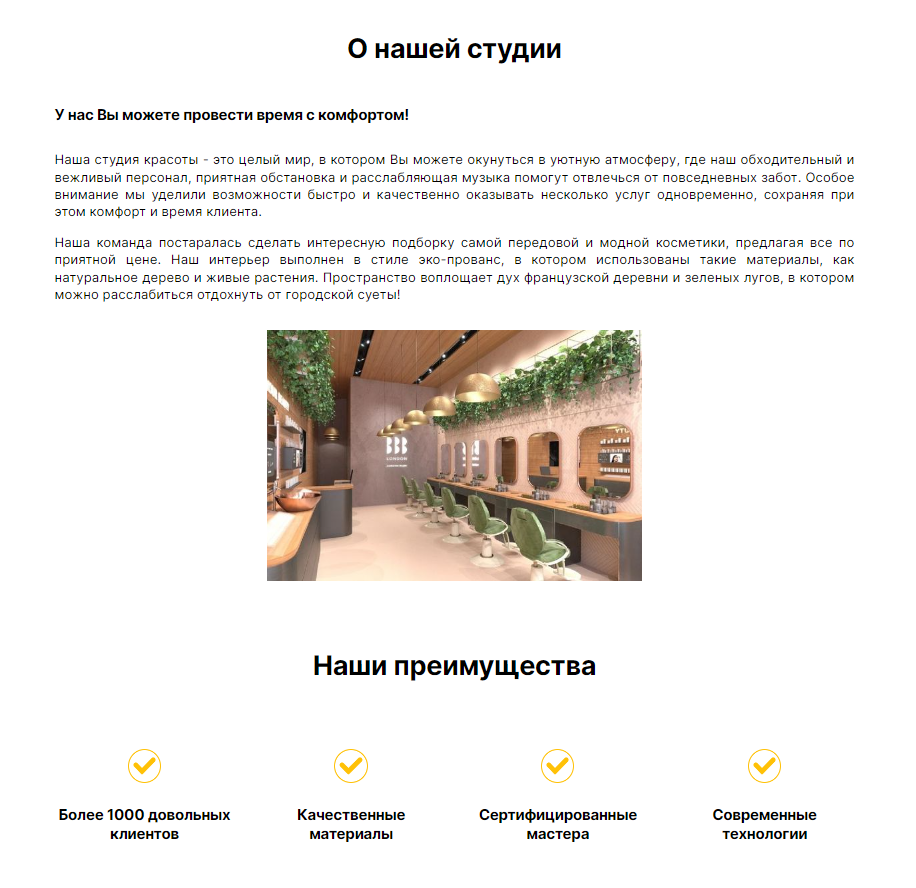 О нашей студии
У нас Вы можете провести время с комфортом!
Наша студия красоты - это целый мир, в котором Вы можете окунуться в уютную атмосферу, где наш обходительный и
вежливый персонал, приятная обстановка и расслабляющая музыка помогут отвлечься от повседневных забот. Особое
внимание мы уделили возможности быстро и качественно оказывать несколько услуг одновременно, сохраняя при
этом комфорт и время клиента.
Наша команда постаралась сделать интересную подборку самой передовой и модной косметики, предлагая все по
приятной цене. Наш интерьер выполнен в стиле эко-прованс, в котором использованы такие материалы, как
натуральное дерево и живые растения. Пространство воплощает дух французской деревни и зеленых лугов, в котором
можно расслабиться отдохнуть от городской суеты!
BBB
Наши преимущества
Более 1000 довольных
клиентов
Качественные
материалы
Сертифицированные
мастера
Современные
технологии